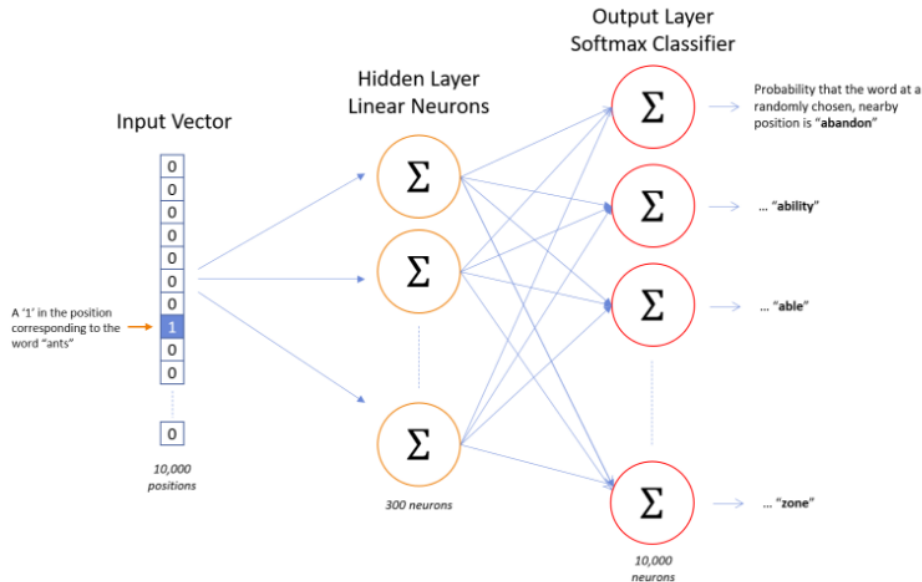 Output Layer
Softmax Classifier
Hidden Layer
Linear Neurons
Input Vector
0
0
0
0
0
0
0
1
0
0
0
A ‘1’ in the position
corresponding to the
word “ants”
10,000
positions
Σ
Σ
Σ
300 neurons
Σ
Σ
Σ
Σ
10,000
neurons
Probability that the word at a
randomly chosen, nearby
position is “abandon”
... “ability”
... “able”
... “zone”